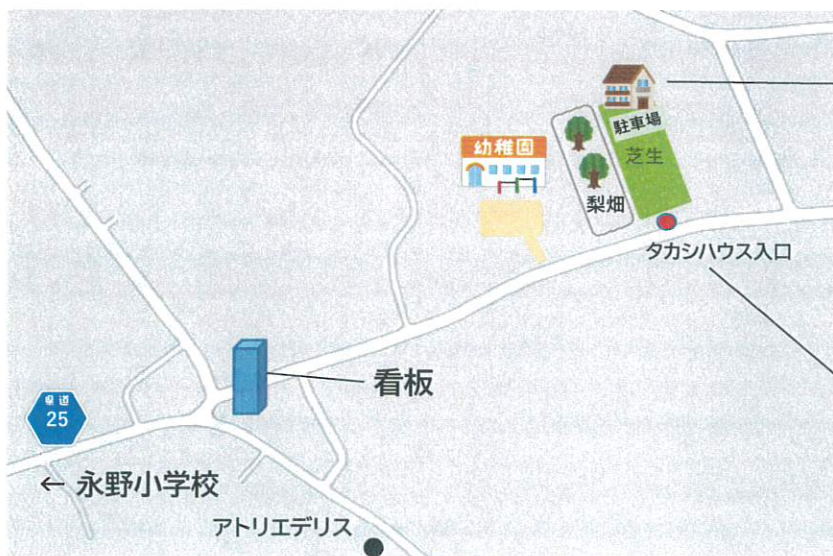 幼稚園
駐車場
芝生
梨畑
タカシハウス入口
看板
県道
25
← 永野小学校
アトリエデリス